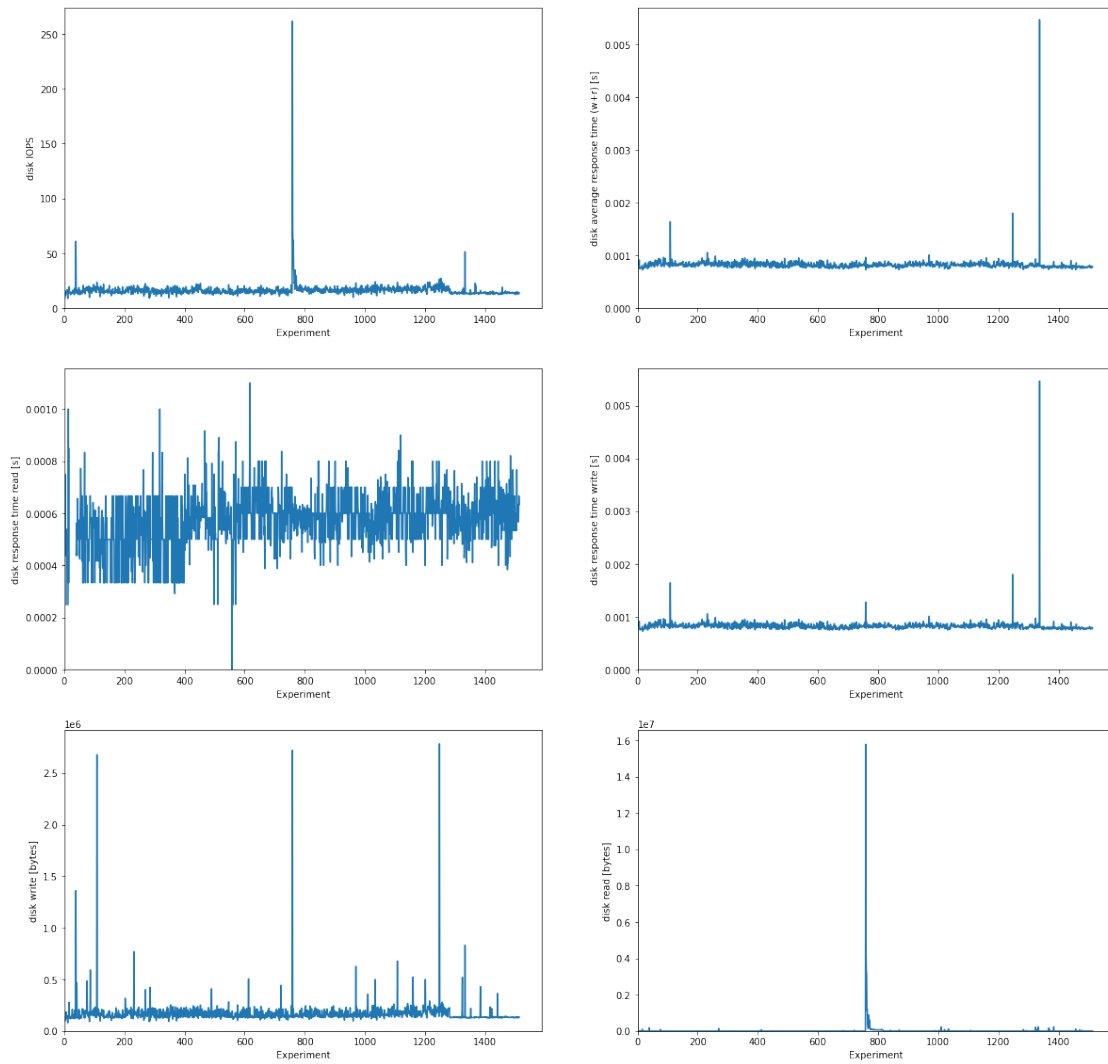 250
200
150
100
50
0
disk IOPS
0 200 400 600 800 1000 1200 1400
Experiment
0.005
0.004
0.003
0.002
0.001
0.000
disk average response time (w+r) [s]
0 200 400 600 800 1000 1200 1400
Experiment
0.0010
0.0008
0.0006
0.0004
0.0002
0.0000
disk response time read [s]
0 200 400 600 800 1000 1200 1400
Experiment
0.005
0.004
0.003
0.002
0.001
0.000
disk response time write [s]
0 200 400 600 800 1000 1200 1400
Experiment
1e6
2.5
2.0
1.5
1.0
0.5
0.0
disk write [bytes]
0 200 400 600 800 1000 1200 1400
Experiment
1e7
1.6
1.4
1.2
1.0
0.8
0.6
0.4
0.2
0.0
disk read [bytes]
0 200 400 600 800 1000 1200 1400
Experiment